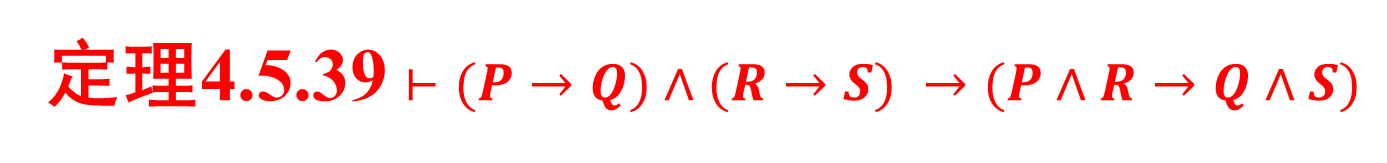 定理4.5.39 ⊢ (P → Q) ∧ (R → S) → (P ∧ R → Q ∧ S)